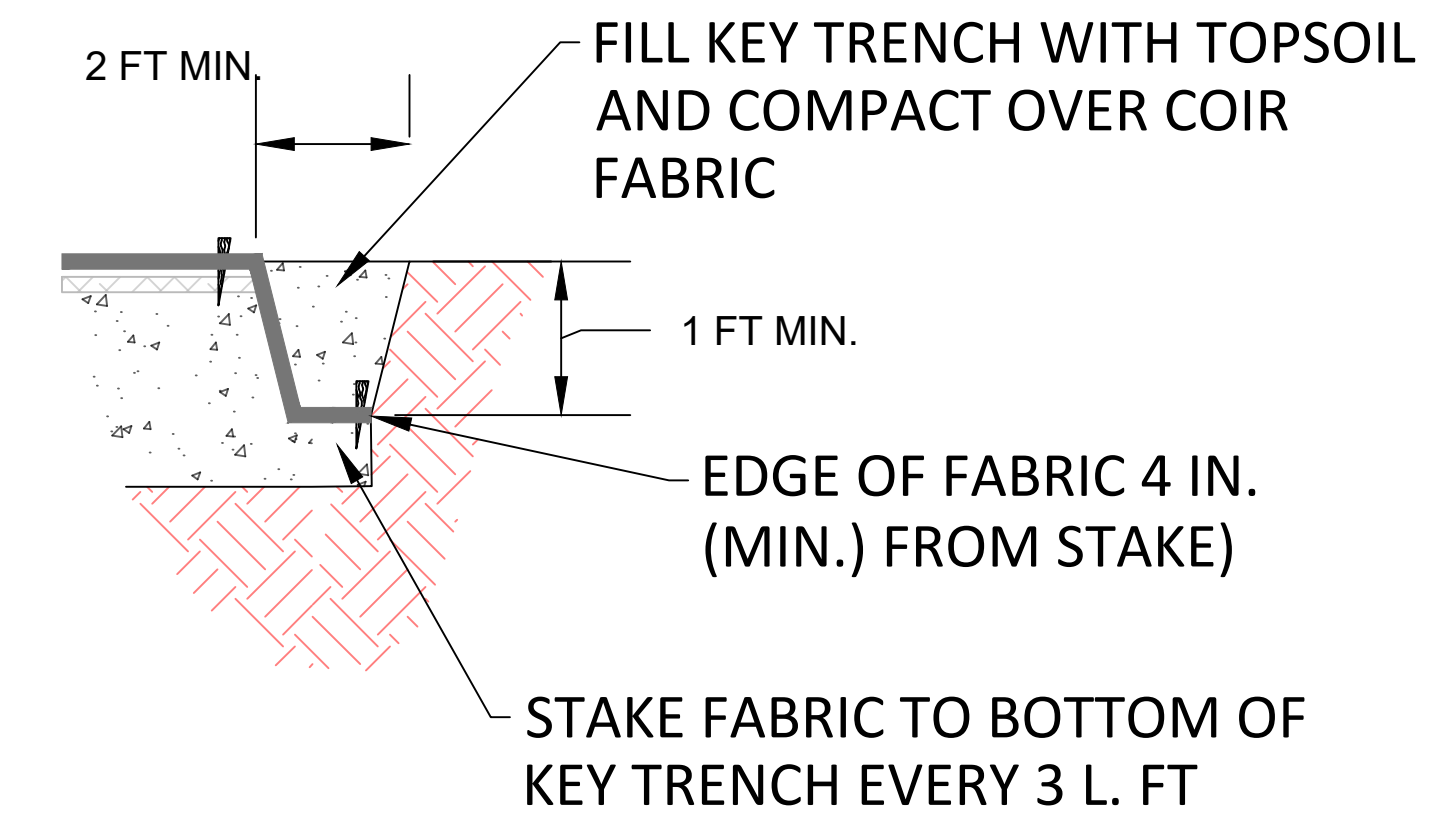 2 FT MIN.
FILL KEY TRENCH WITH TOPSOIL
AND COMPACT OVER COIR
FABRIC
1 FT MIN.
EDGE OF FABRIC 4 IN.
(MIN.) FROM STAKE)
STAKE FABRIC TO BOTTOM OF
KEY TRENCH EVERY 3 L. FT